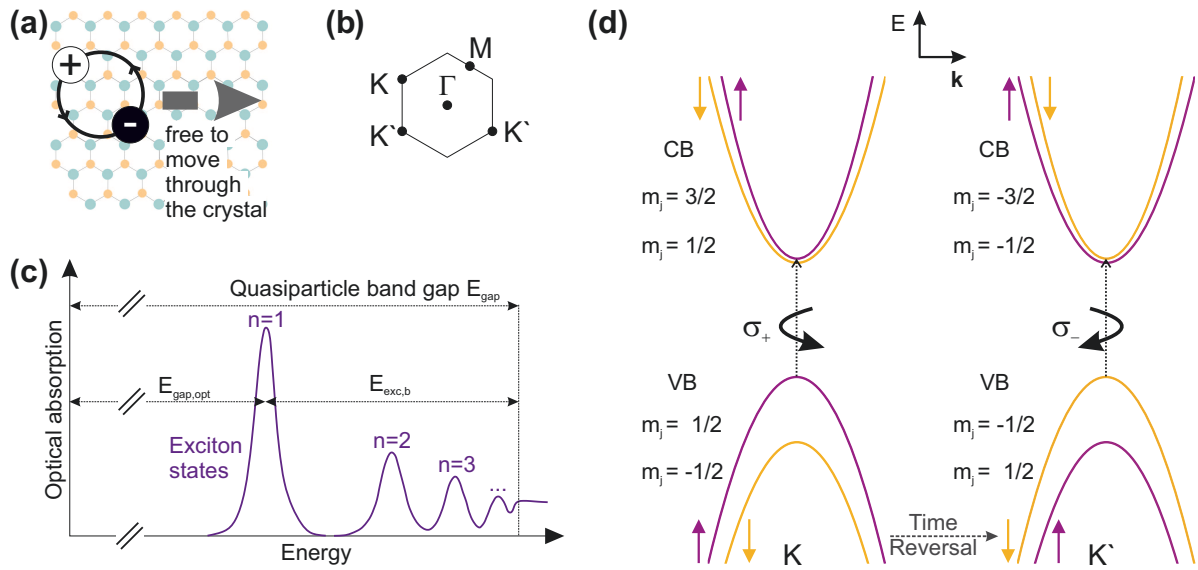 (a)
+
-
free to
move
through
the crystal
(b)
M
K
Γ
K`
K`
(c)
Optical absorption
Quasiparticle band gap E_gap
n=1
E_gap,opt
E_exc,b
Exciton
states
n=2
n=3
...
Energy
(d)
E
k
CB
m_j = 3/2
m_j = 1/2
σ_+
VB
m_j = 1/2
m_j = -1/2
K
CB
m_j = -3/2
m_j = -1/2
σ_-
VB
m_j = -1/2
m_j = 1/2
Time
Reversal
K`